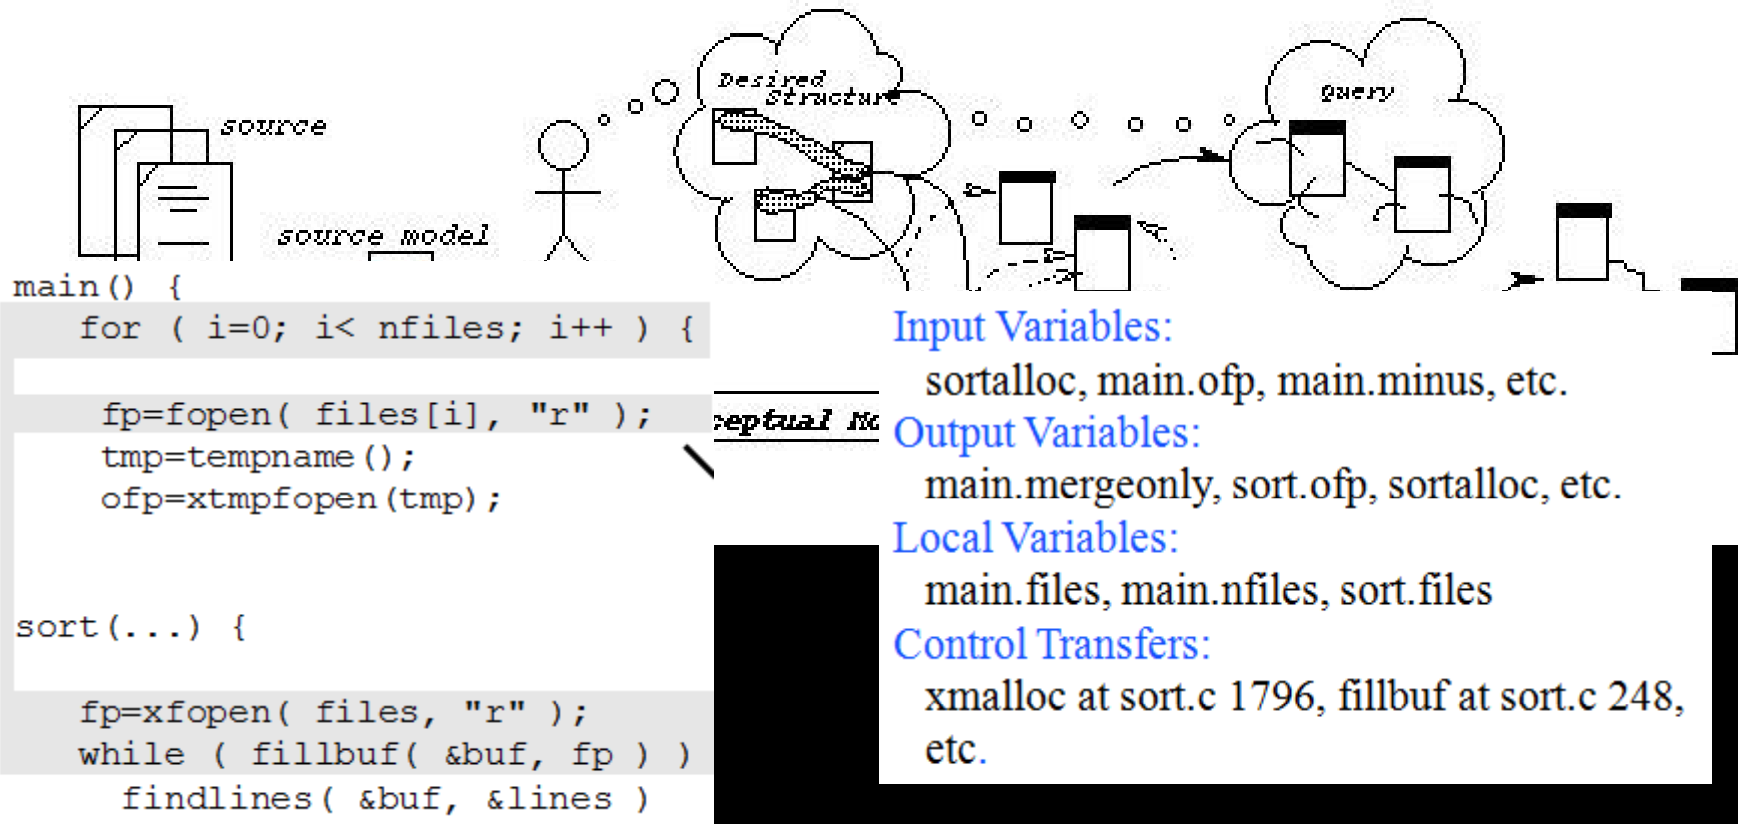 Desired
Structure
Query
source
source model
main() {
for ( i=0; i< nfiles; i++ ) {
fp=fopen( files[i], "r" );
tmp=tempname();
ofp=xtmpfopen(tmp);
sort(...) {
fp=xfopen( files, "r" );
while ( fillbuf( &buf, fp ) )
findlines( &buf, &lines )
ceptual Mo
Input Variables:
sortalloc, main.ofp, main.minus, etc.
Output Variables:
main.mergeonly, sort.ofp, sortalloc, etc.
Local Variables:
main.files, main.nfiles, sort.files
Control Transfers:
xmalloc at sort.c 1796, fillbuf at sort.c 248,
etc.